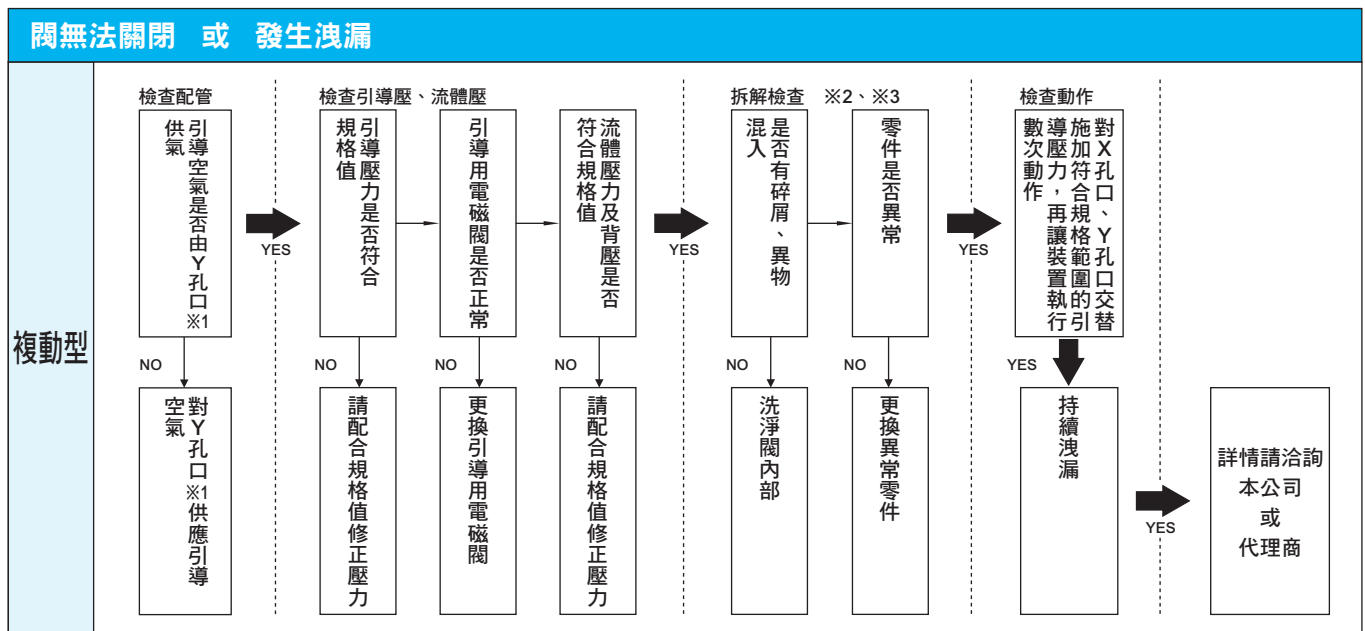 閥無法關閉　或　發生洩漏
複動型
檢查配管
引導空氣是否由Y孔口※1
供氣
NO
對Y孔口※1供應引導
空氣
YES
檢查引導壓、流體壓
引導壓力是否符合
規格值
NO
請配合規格值修正壓力
引導用電磁閥是否正常
NO
更換引導用電磁閥
流體壓力及背壓是否
符合規格值
NO
請配合規格值修正壓力
YES
拆解檢查　※2、※3
是否有碎屑、異物
混入
NO
洗淨閥內部
零件是否異常
NO
更換異常零件
YES
檢查動作
對X孔口、Y孔口交替
施加符合規格範圍的引
導壓力，再讓裝置執行
數次動作
YES
持續洩漏
YES
詳情請洽詢
本公司
或
代理商